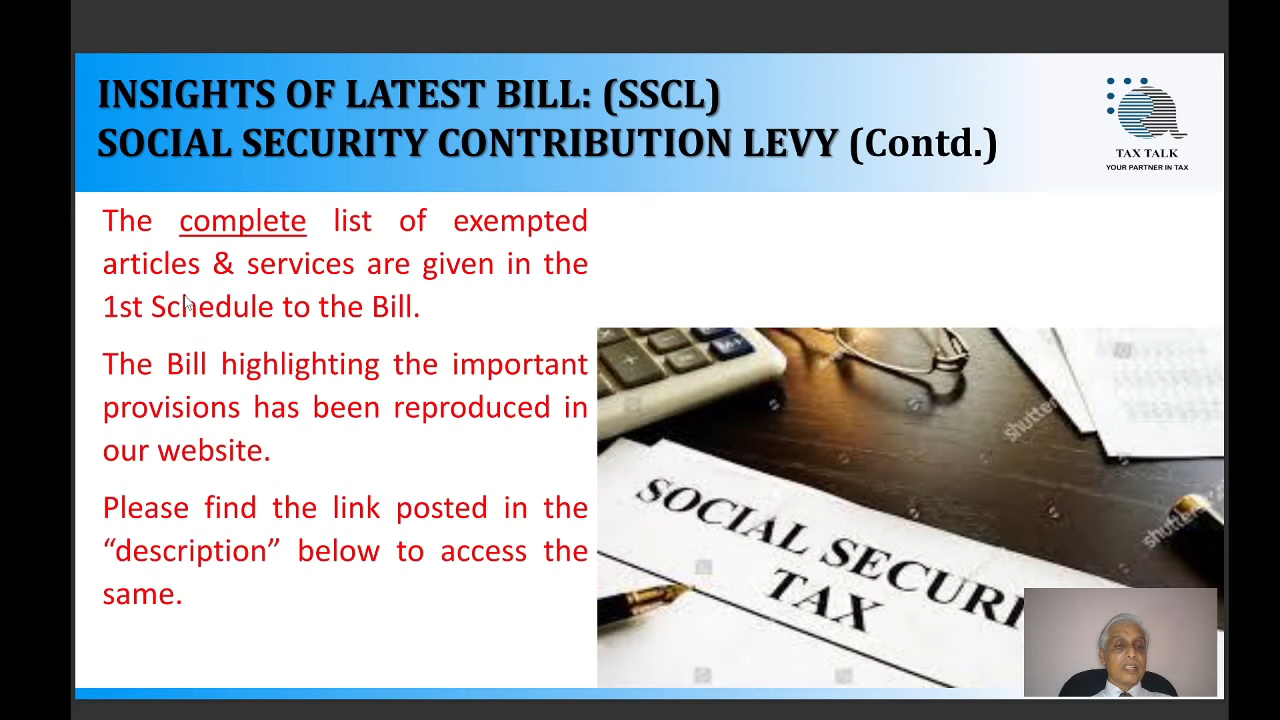 INSIGHTS OF LATEST BILL: (SSCL)
SOCIAL SECURITY CONTRIBUTION LEVY (Contd.)
TAX TALK
YOUR PARTNER IN TAX
The complete list of exempted
articles & services are given in the
1st Schedule to the Bill.
The Bill highlighting the important
provisions has been reproduced in
our website.
Please find the link posted in the
“description” below to access the
same.
M+
shutter
shutte
SOCIAL SECURI
TAX